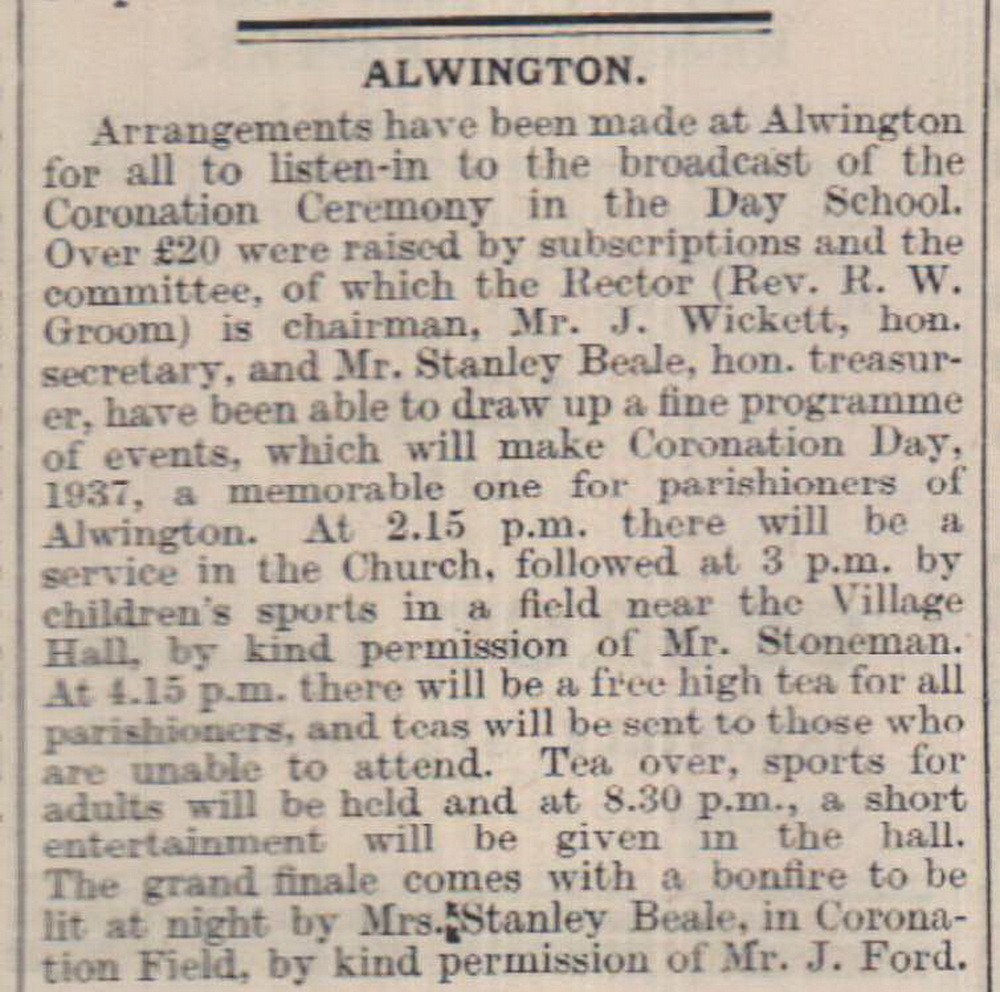 ALWINGTON.
Arrangements have been made at Alwington
for all to listen-in to the broadcast of the
Coronation Ceremony in the Day School.
Over £20 were raised by subscriptions and the
committee, of which the Rector (Rev. R. W.
Groom) is chairman, Mr. J. Wickett, hon.
secretary, and Mr. Stanley Beale, hon. treasur-
er, have been able to draw up a fine programme
of events, which will make Coronation Day,
1937, a memorable one for parishioners of
Alwington. At 2.15 p.m. there will be a
service in the Church, followed at 3 p.m. by
children's sports in a field near the Village
Hall, by kind permission of Mr. Stoneman.
At 4.15 p.m. there will be a free high tea for all
parishioners, and teas will be sent to those who
are unable to attend. Tea over, sports for
adults will be held and at 8.30 p.m., a short
entertainment will be given in the hall.
The grand finale comes with a bonfire to be
lit at night by Mrs. Stanley Beale, in Corona-
tion Field, by kind permission of Mr. J. Ford.